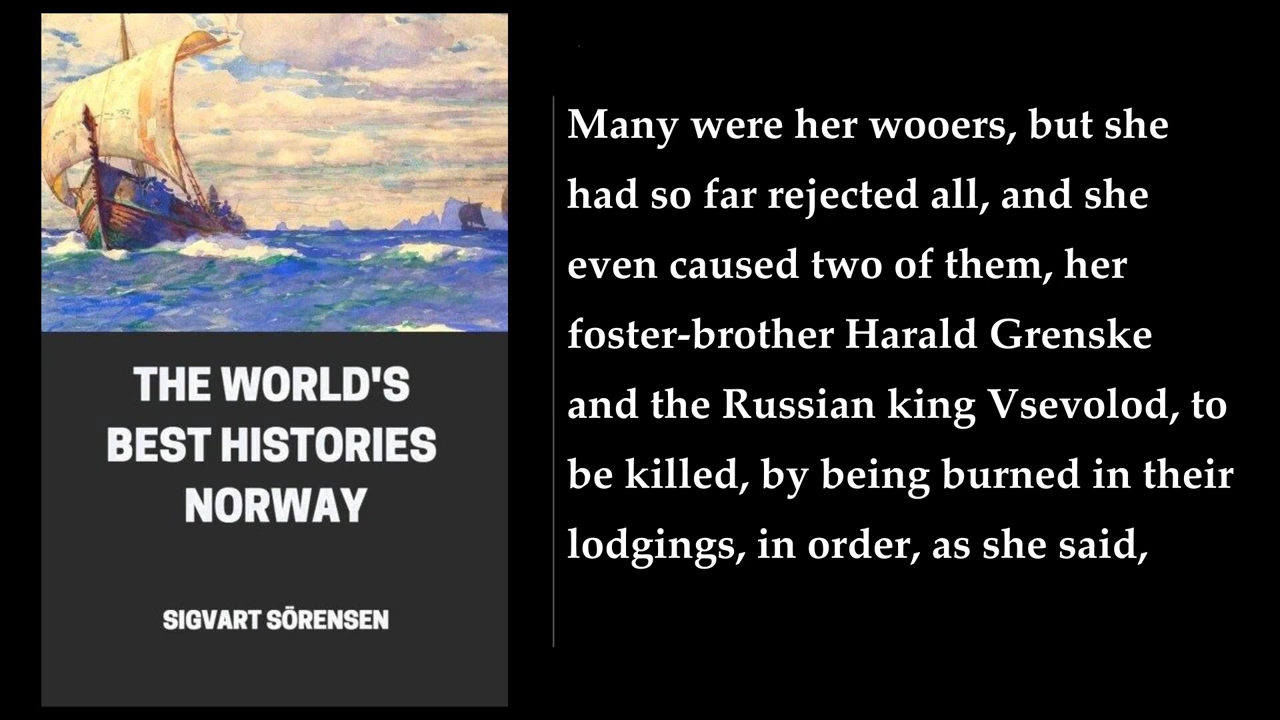 THE WORLD'S
BEST HISTORIES
NORWAY
SIGVART SÖRENSEN
Many were her wooers, but she
had so far rejected all, and she
even caused two of them, her
foster-brother Harald Grenske
and the Russian king Vsevolod, to
be killed, by being burned in their
lodgings, in order, as she said,